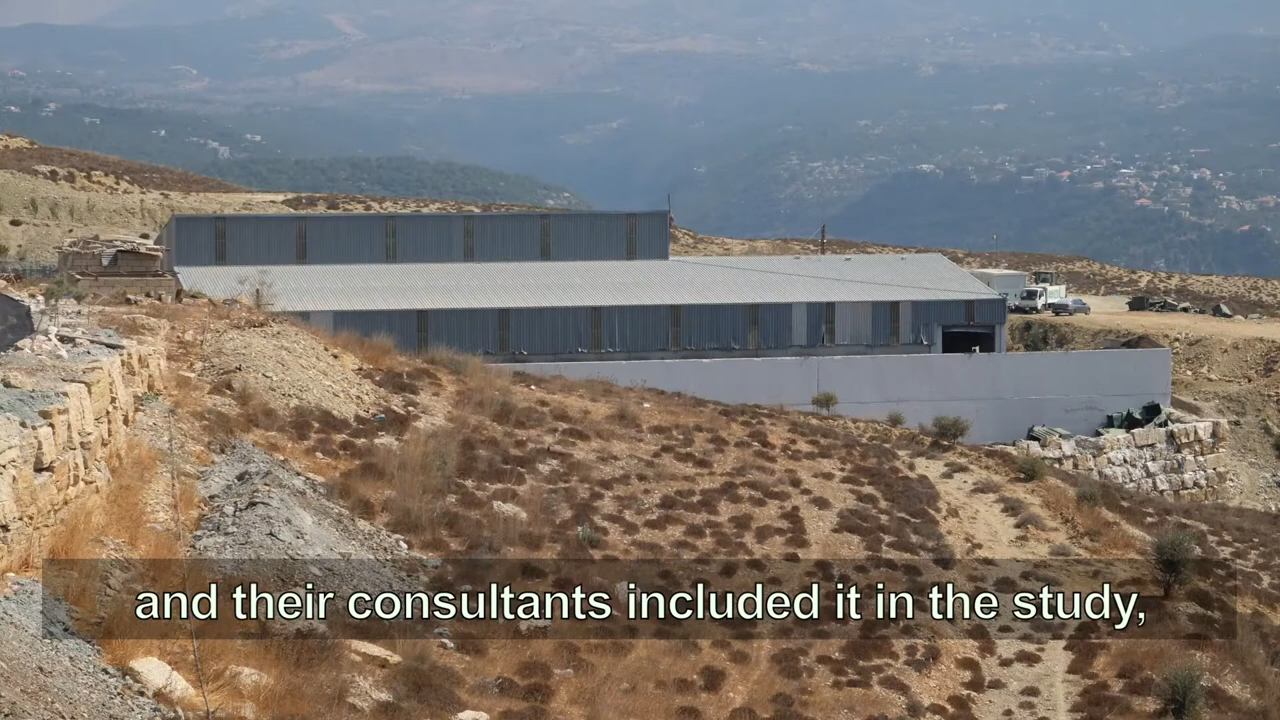 and their consultants included it in the study,